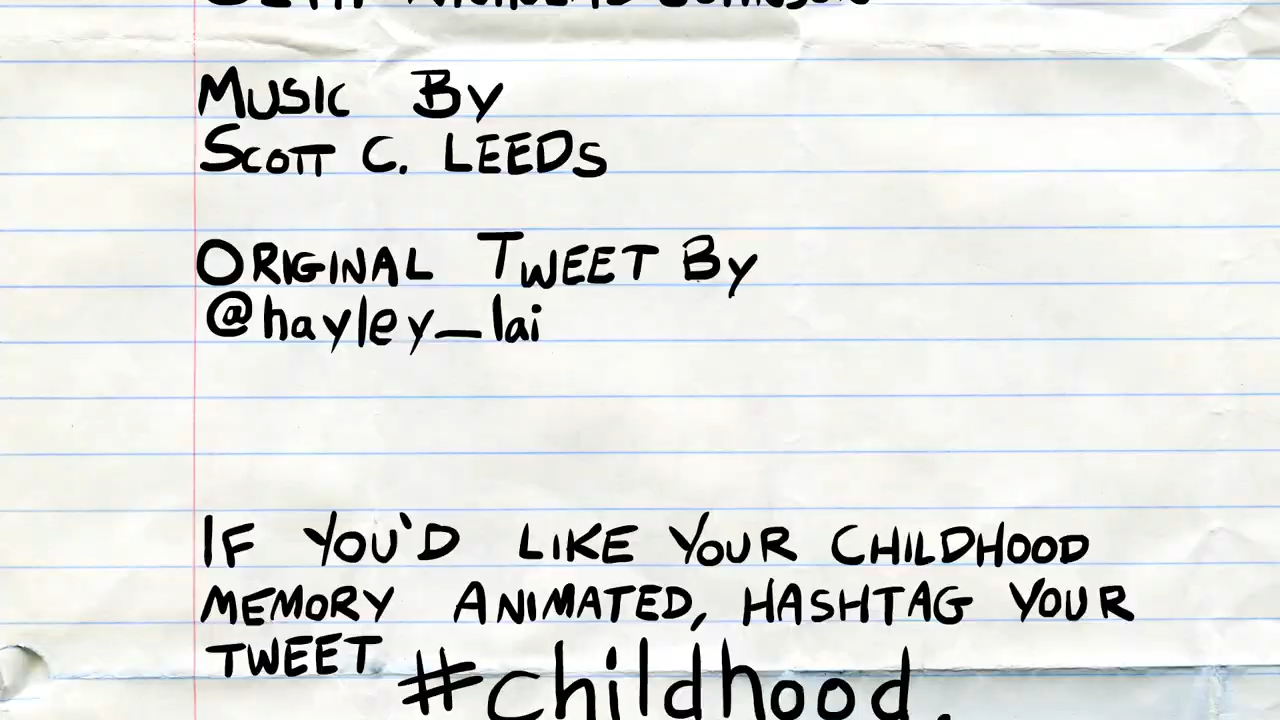 MUSIC BY
SCOTT C. LEEDS
ORIGINAL TWEET BY
@hayley_lai
IF YOU'D LIKE YOUR CHILDHOOD
MEMORY ANIMATED, HASHTAG YOUR
TWEET #childhood.